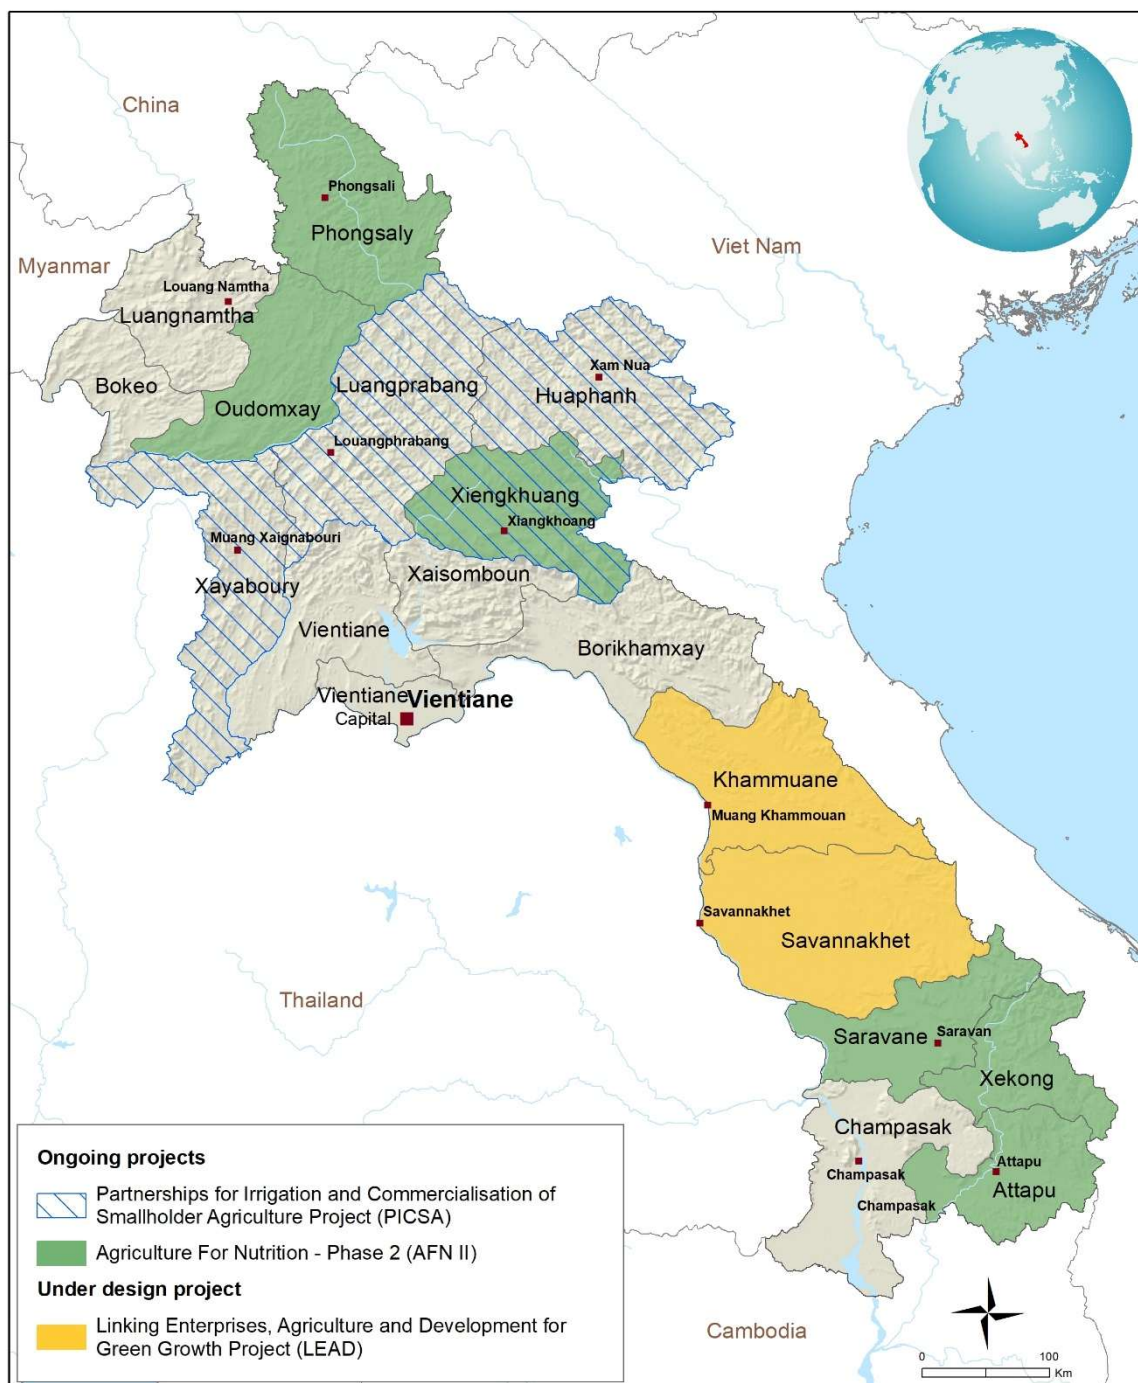 China
Phongsali
Phongsaly
Viet Nam
Myanmar
Louang Namtha
Luangnamtha
Bokeo
Luangprabang
Xam Nua
Huaphanh
Oudomxay
Louangphrabang
Xiengkhuang
Xiangkhoang
Muang Xaignabouri
Xayaboury
Xaisomboun
Vientiane
Borikhamxay
Vientiane
Capital
Vientiane
Khammuane
Muang Khammouan
Savannakhet
Savannakhet
Thailand
Saravane
Saravan
Xekong
Champasak
Champasak
Attapu
Attapu
Champasak
Cambodia
Ongoing projects
Partnerships for Irrigation and Commercialisation of
Smallholder Agriculture Project (PICSA)
Agriculture For Nutrition - Phase 2 (AFN II)
Under design project
Linking Enterprises, Agriculture and Development for
Green Growth Project (LEAD)
0 100
Km